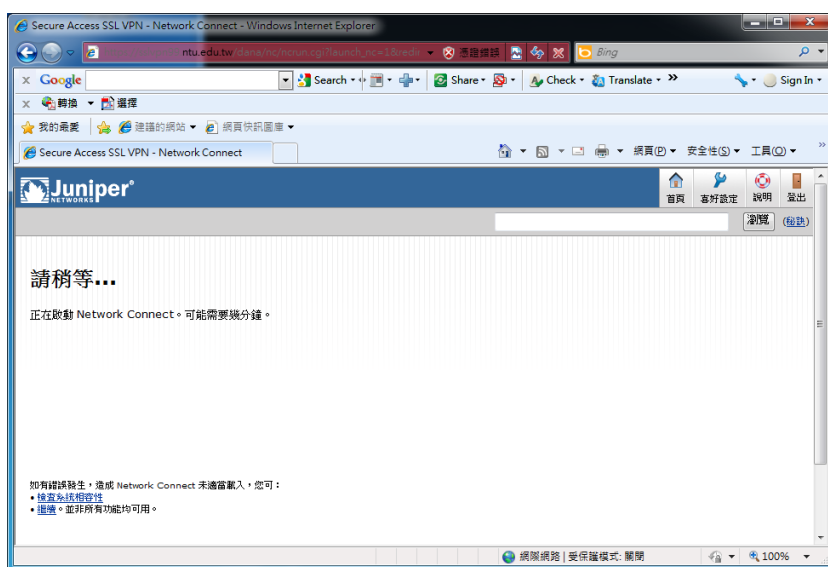 Secure Access SSL VPN - Network Connect - Windows Internet Explorer
ntu.edu.tw/dana/nc/ncrun.cgi?launch_nc=1&redir 憑證錯誤 Bing
x Google Search Share Check Translate >> Sign In
x 轉換 選擇
我的最愛 建議的網站 網頁快訊圖庫
Secure Access SSL VPN - Network Connect 網頁(P) 安全性(S) 工具(O) >>
Juniper
NETWORKS
首頁 喜好設定 說明 登出
瀏覽 (秘訣)
請稍等...
正在啟動 Network Connect。可能需要幾分鐘。
如有錯誤發生，造成 Network Connect 未適當載入，您可：
• 檢查系統相容性
• 繼續。並非所有功能均可用。
網際網路 | 受保護模式: 關閉 100%